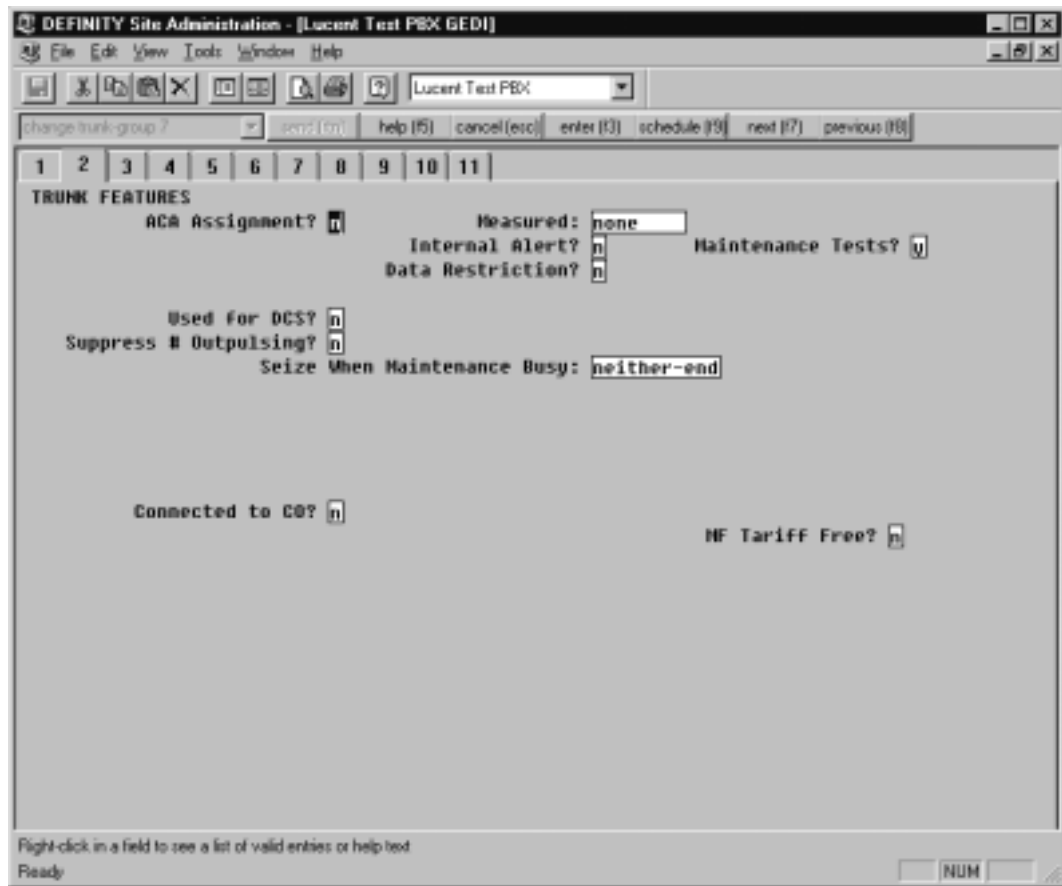 DEFINITY Site Administration - [Lucent Test PBX GEDI]
File Edit View Tools Window Help
Lucent Test PBX
change trunk-group 7 send (rtn) help (f5) cancel (esc) enter (f3) schedule (f9) next (f7) previous (f8)
1 2 3 4 5 6 7 8 9 10 11
TRUNK FEATURES
ACA Assignment? n Measured: none
Internal Alert? n Maintenance Tests? y
Data Restriction? n
Used for DCS? n
Suppress # Outpulsing? n
Seize When Maintenance Busy: neither-end
Connected to CO? n
MF Tariff Free? n
Right-click in a field to see a list of valid entries or help text
Ready NUM